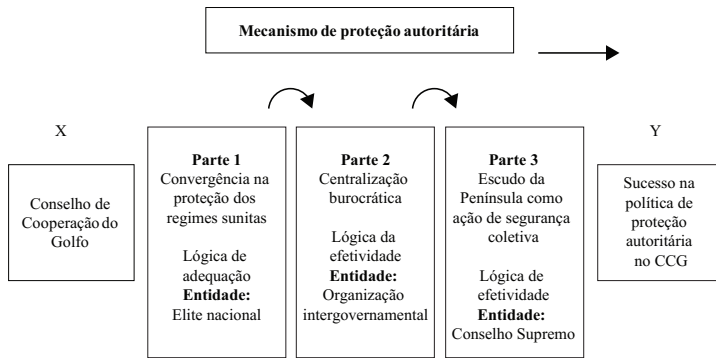 Mecanismo de proteção autoritária
X
Conselho de
Cooperação do
Golfo
Parte 1
Convergência na
proteção dos
regimes sunitas
Lógica de
adequação
Entidade:
Elite nacional
Parte 2
Centralização
burocrática
Lógica da
efetividade
Entidade:
Organização
intergovernamental
Parte 3
Escudo da
Península como
ação de segurança
coletiva
Lógica de
efetividade
Entidade:
Conselho Supremo
Y
Sucesso na
política de
proteção
autoritária
no CCG